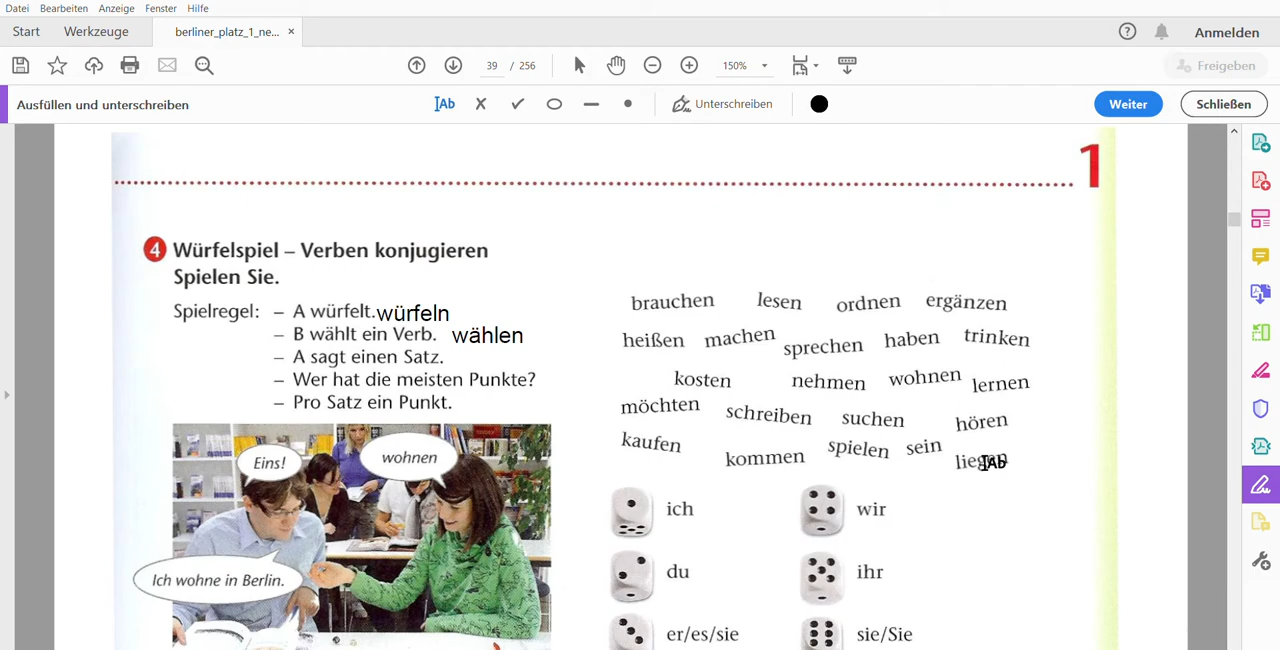 Datei Bearbeiten Anzeige Fenster Hilfe
Start Werkzeuge berliner_platz_1_ne... × Anmelden
39 / 256 150% Freigeben
Ausfüllen und unterschreiben Ab Unterschreiben Weiter Schließen
1
4 Würfelspiel – Verben konjugieren
Spielen Sie.
Spielregel: – A würfelt. würfeln
– B wählt ein Verb. wählen
– A sagt einen Satz.
– Wer hat die meisten Punkte?
– Pro Satz ein Punkt.
Eins!
wohnen
Ich wohne in Berlin.
brauchen lesen ordnen ergänzen
heißen machen sprechen haben trinken
kosten nehmen wohnen lernen
möchten schreiben suchen hören
kaufen kommen spielen sein liegen
Ab
ich wir
du ihr
er/es/sie sie/Sie